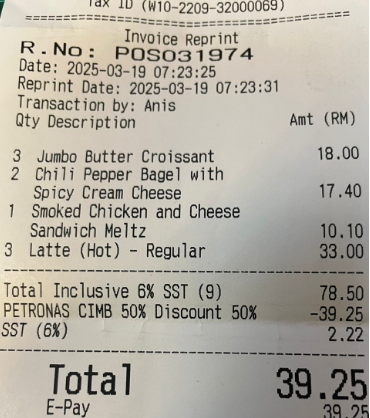 Tax ID (W10-2209-32000069)
Invoice Reprint
R.No: POS031974
Date: 2025-03-19 07:23:25
Reprint Date: 2025-03-19 07:23:31
Transaction by: Anis
Qty Description Amt (RM)
3 Jumbo Butter Croissant 18.00
2 Chili Pepper Bagel with
Spicy Cream Cheese 17.40
1 Smoked Chicken and Cheese
Sandwich Meltz 10.10
3 Latte (Hot) - Regular 33.00
Total Inclusive 6% SST (9) 78.50
PETRONAS CIMB 50% Discount 50% -39.25
SST (6%) 2.22
Total 39.25
E-Pay 39.25